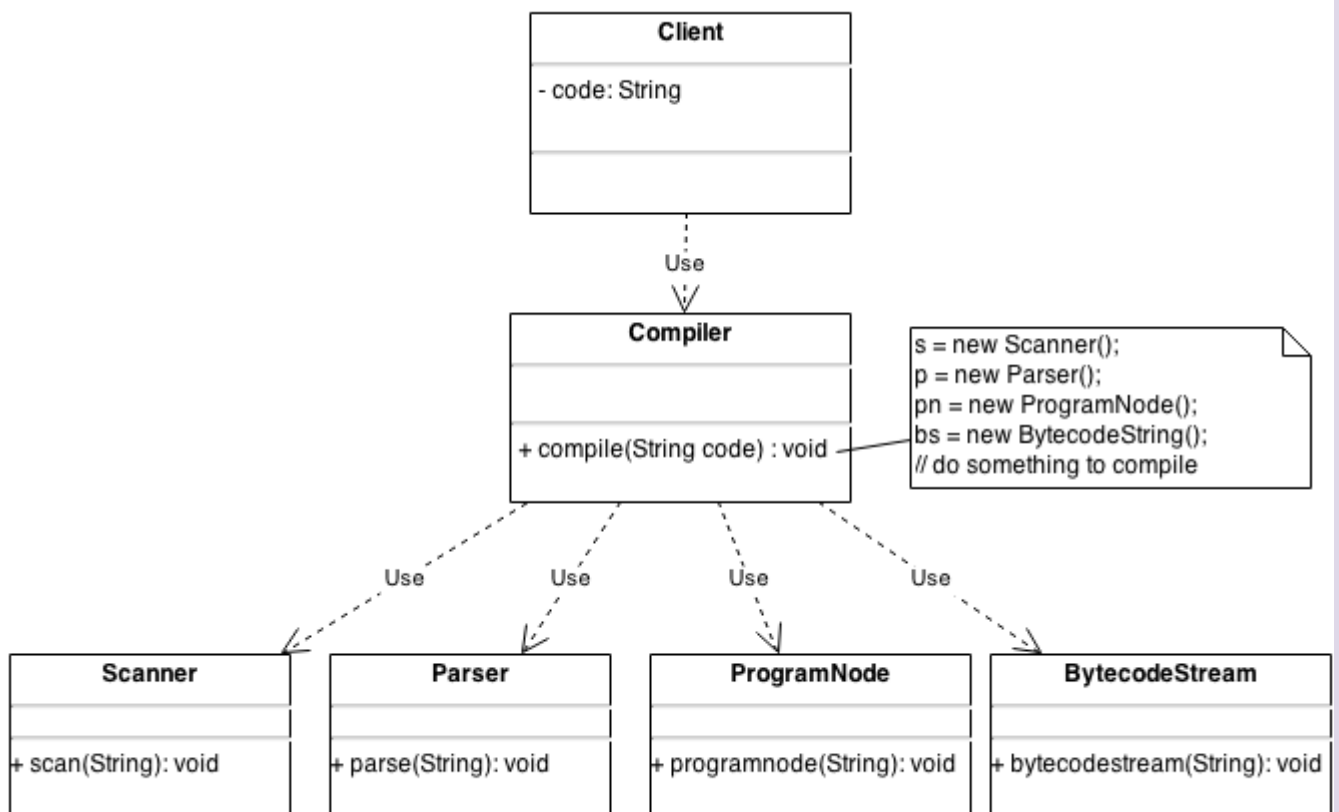 Client
- code: String
Use
Compiler
+ compile(String code) : void
s = new Scanner();
p = new Parser();
pn = new ProgramNode();
bs = new BytecodeString();
// do something to compile
Use
Use
Use
Use
Scanner
+ scan(String): void
Parser
+ parse(String): void
ProgramNode
+ programnode(String): void
BytecodeStream
+ bytecodestream(String): void